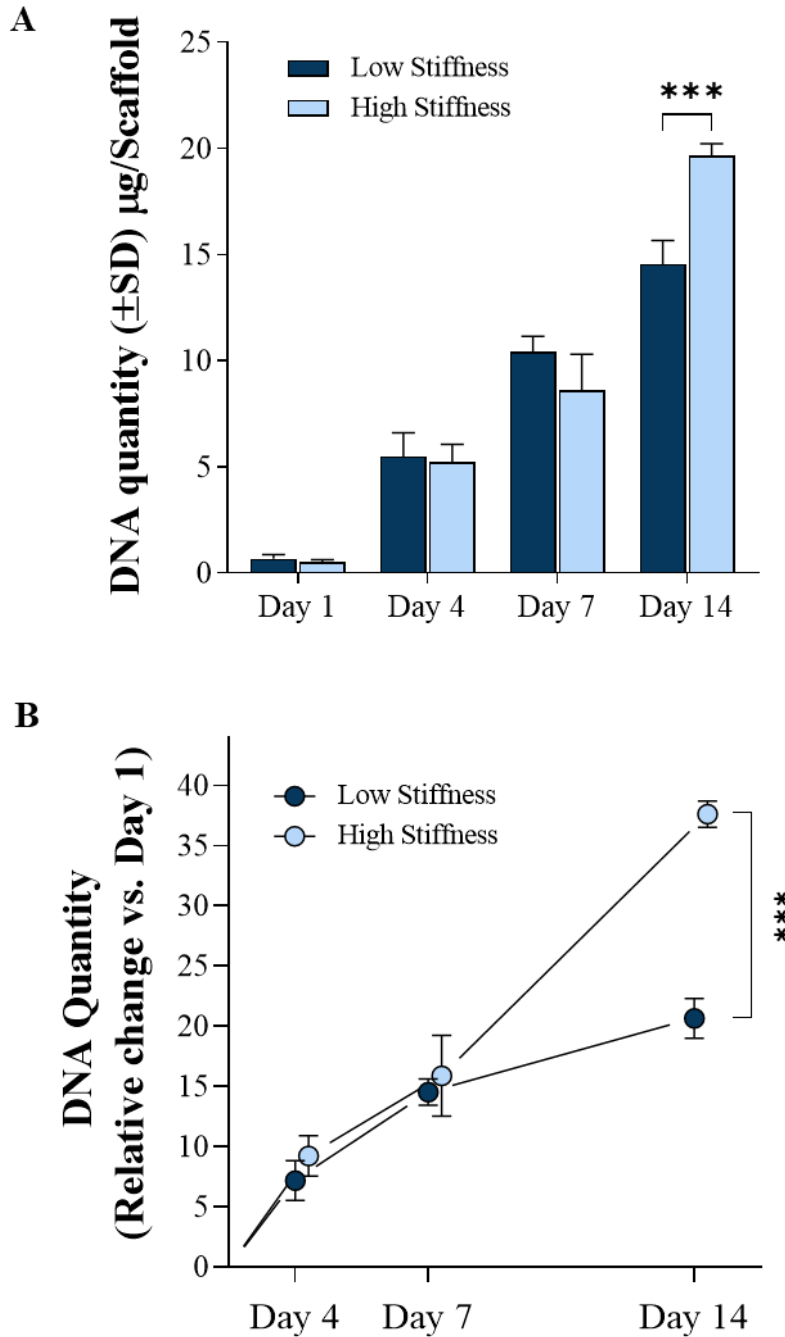 A
DNA quantity (±SD) µg/Scaffold
25
20
15
10
5
0
Low Stiffness
High Stiffness
***
Day 1 Day 4 Day 7 Day 14
B
DNA Quantity
(Relative change vs. Day 1)
40
35
30
25
20
15
10
5
0
Low Stiffness
High Stiffness
***
Day 4 Day 7 Day 14